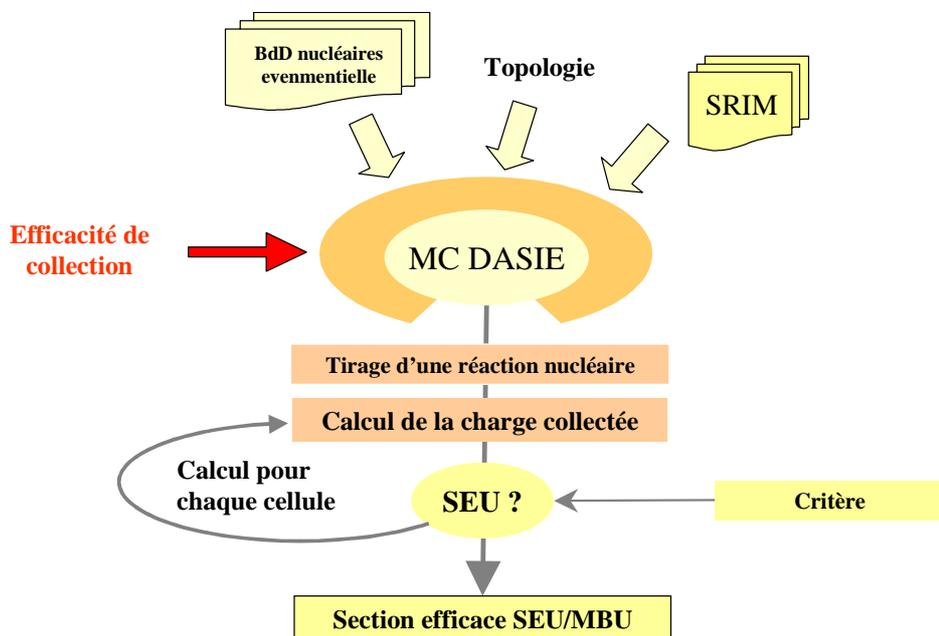 BdD nucléaires
evenmentielle
Topologie
SRIM
Efficacité de
collection
MC DASIE
Tirage d’une réaction nucléaire
Calcul de la charge collectée
Calcul pour
chaque cellule
SEU ?
Critère
Section efficace SEU/MBU